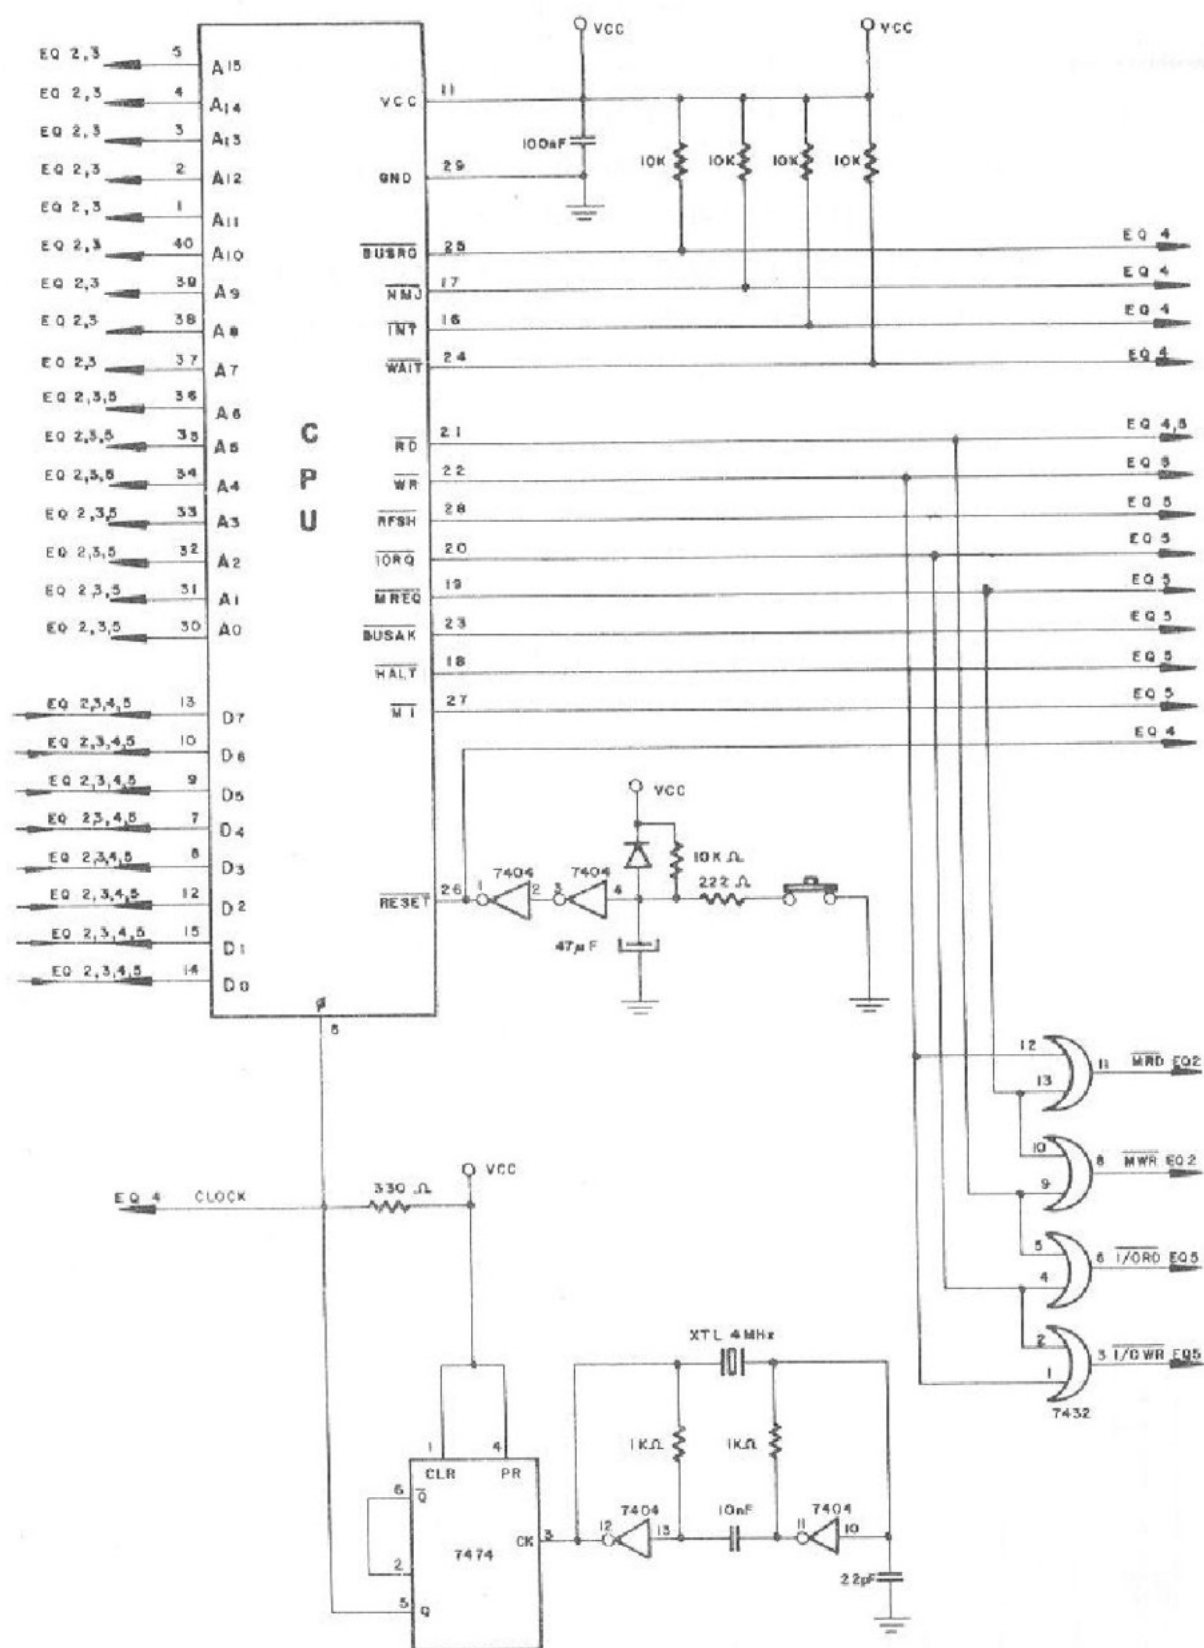 VCC
VCC
EQ 2,3 5 A15
EQ 2,3 4 A14
EQ 2,3 3 A13
EQ 2,3 2 A12
EQ 2,3 1 A11
EQ 2,3 40 A10
EQ 2,3 39 A9
EQ 2,3 38 A8
EQ 2,3 37 A7
EQ 2,3,5 36 A6
EQ 2,3,5 35 A5
EQ 2,3,5 34 A4
EQ 2,3,5 33 A3
EQ 2,3,5 32 A2
EQ 2,3,5 31 A1
EQ 2,3,5 30 A0
EQ 2,3,4,5 13 D7
EQ 2,3,4,5 10 D6
EQ 2,3,4,5 9 D5
EQ 2,3,4,5 7 D4
EQ 2,3,4,5 8 D3
EQ 2,3,4,5 12 D2
EQ 2,3,4,5 15 D1
EQ 2,3,4,5 14 D0
CPU
VCC 11
GND 29
100nF
10K 10K 10K 10K
BUSRQ 25 EQ 4
NMJ 17 EQ 4
INT 16 EQ 4
WAIT 24 EQ 4
RD 21 EQ 4,5
WR 22 EQ 5
RFSH 28 EQ 5
IORQ 20 EQ 5
MREQ 19 EQ 5
BUSAK 23 EQ 5
HALT 18 EQ 5
M1 27 EQ 5
EQ 4
VCC
RESET 26
1 7404 2
3 7404 4
10K Ω
222 Ω
47µF
ø
6
12
13
11 MRD EQ2
10
9
8 MWR EQ2
5
4
6 I/ORD EQ5
2
1
3 I/OWR EQ5
7432
VCC
EQ 4 CLOCK
330 Ω
XTL 4MHz
1KΩ
1KΩ
1
4
CLR
PR
6 Q
7474
CK 3
2
5 Q
12 7404 13
10nF
11 7404 10
22pF